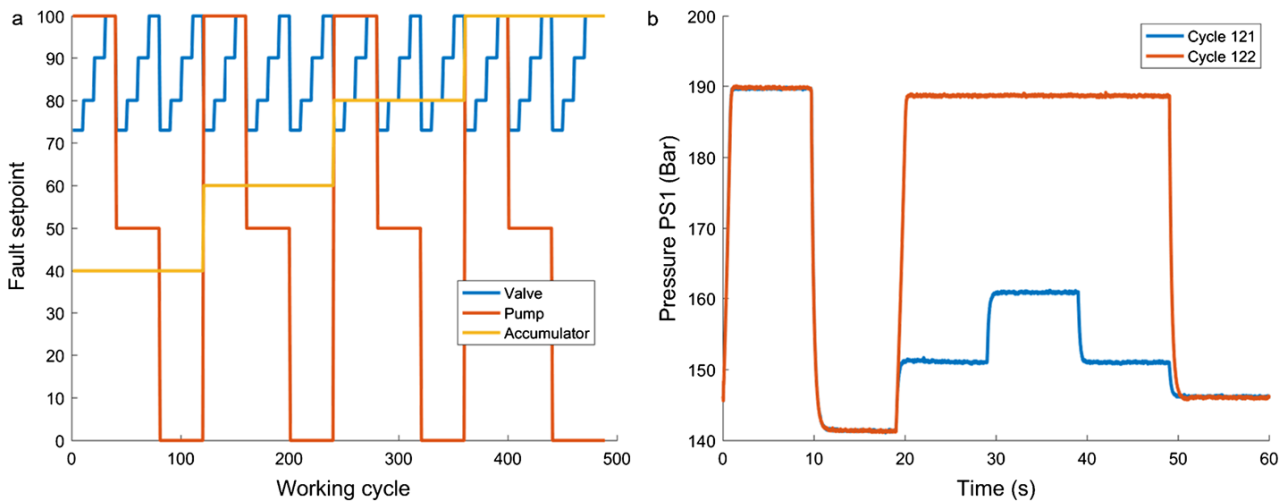 a
100
90
80
70
60
50
40
30
20
10
0
Fault setpoint
Valve
Pump
Accumulator
0 100 200 300 400 500
Working cycle
b
200
190
180
170
160
150
140
Pressure PS1 (Bar)
Cycle 121
Cycle 122
0 10 20 30 40 50 60
Time (s)